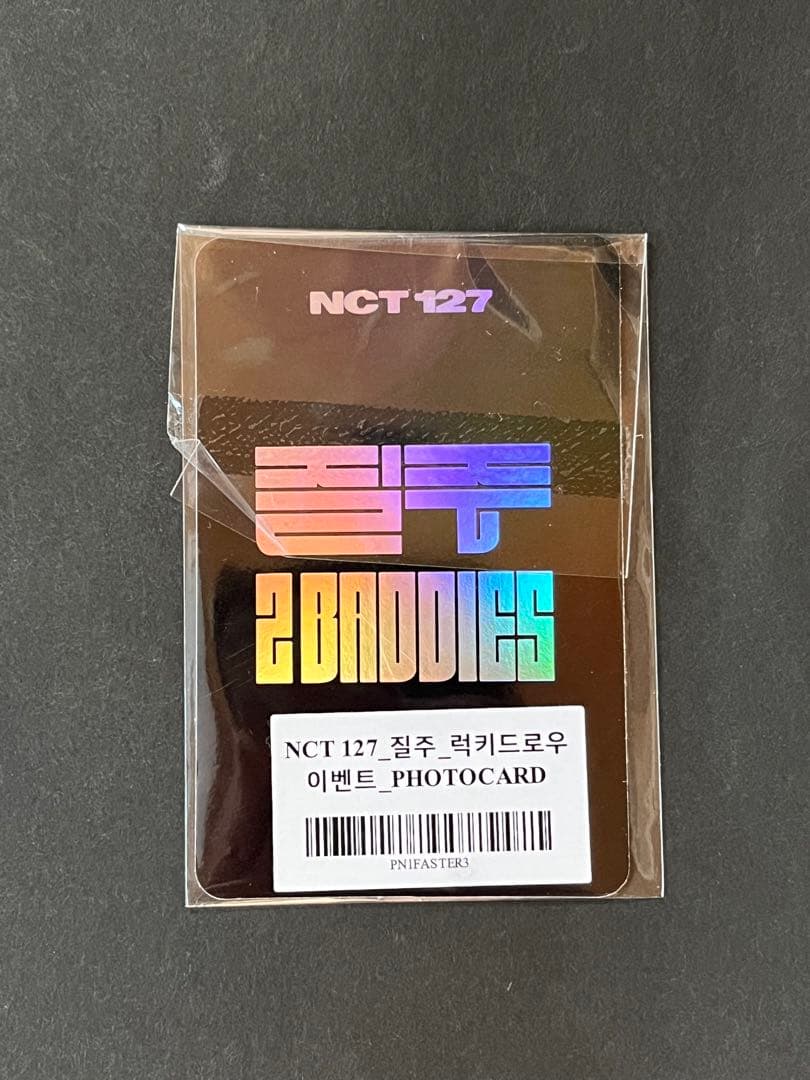 NCT 127
질주
2 BADDIES
NCT 127_질주_럭키드로우
이벤트_PHOTOCARD
PN1FASTER3